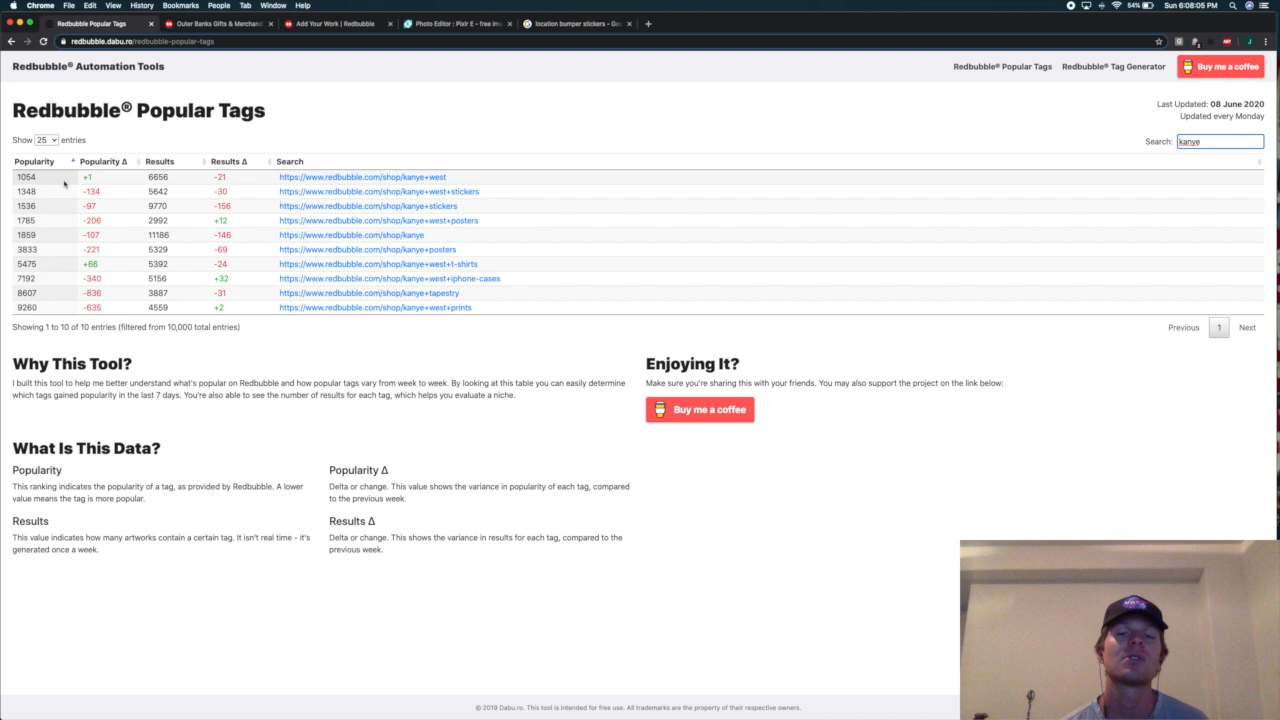 Chrome File Edit View History Bookmarks People Tab Window Help 54% Sun 6:08:05 PM
Redbubble Popular Tags Outer Banks Gifts & Merchan Add Your Work | Redbubble Photo Editor : Pixlr E - free im location bumper stickers - Goo
redbubble.dabu.ro/redbubble-popular-tags
Redbubble® Automation Tools Redbubble® Popular Tags Redbubble® Tag Generator Buy me a coffee
Redbubble® Popular Tags
Last Updated: 08 June 2020
Updated every Monday
Show 25 entries Search: kanye
Popularity Popularity Δ Results Results Δ Search
1054 +1 6656 -21 https://www.redbubble.com/shop/kanye+west
1348 -134 5642 -30 https://www.redbubble.com/shop/kanye+west+stickers
1536 -97 9770 -156 https://www.redbubble.com/shop/kanye+stickers
1785 -206 2992 +12 https://www.redbubble.com/shop/kanye+west+posters
1859 -107 11186 -146 https://www.redbubble.com/shop/kanye
3833 -221 5329 -69 https://www.redbubble.com/shop/kanye+posters
5475 +66 5392 -24 https://www.redbubble.com/shop/kanye+west+t-shirts
7192 -340 5156 +32 https://www.redbubble.com/shop/kanye+west+iphone-cases
8607 -836 3887 -31 https://www.redbubble.com/shop/kanye+tapestry
9260 -635 4559 +2 https://www.redbubble.com/shop/kanye+west+prints
Showing 1 to 10 of 10 entries (filtered from 10,000 total entries) Previous 1 Next
Why This Tool?
I built this tool to help me better understand what's popular on Redbubble and how popular tags vary from week to week. By looking at this table you can easily determine
which tags gained popularity in the last 7 days. You're also able to see the number of results for each tag, which helps you evaluate a niche.
Enjoying It?
Make sure you're sharing this with your friends. You may also support the project on the link below:
Buy me a coffee
What Is This Data?
Popularity
This ranking indicates the popularity of a tag, as provided by Redbubble. A lower
value means the tag is more popular.
Popularity Δ
Delta or change. This value shows the variance in popularity of each tag, compared
to the previous week.
Results
This value indicates how many artworks contain a certain tag. It isn't real time - it's
generated once a week.
Results Δ
Delta or change. This shows the variance in results for each tag, compared to the
previous week.
© 2019 Dabu.ro. This tool is intended for free use. All trademarks are the property of their respective owners.